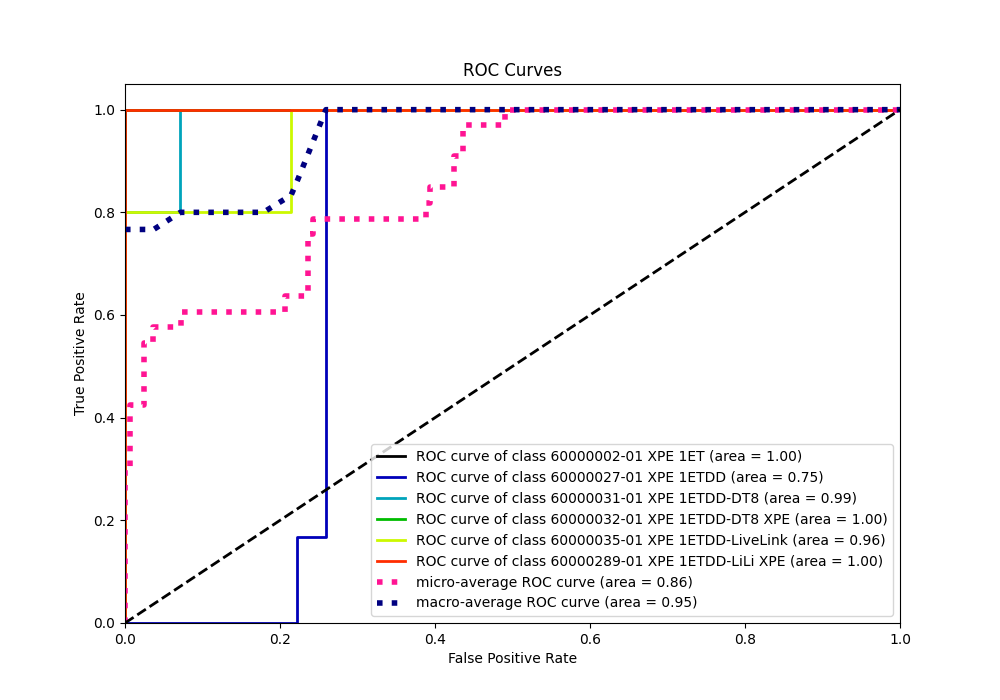 ROC Curves
1.0
0.8
0.6
0.4
0.2
0.0
True Positive Rate
ROC curve of class 60000002-01 XPE 1ET (area = 1.00)
ROC curve of class 60000027-01 XPE 1ETDD (area = 0.75)
ROC curve of class 60000031-01 XPE 1ETDD-DT8 (area = 0.99)
ROC curve of class 60000032-01 XPE 1ETDD-DT8 XPE (area = 1.00)
ROC curve of class 60000035-01 XPE 1ETDD-LiveLink (area = 0.96)
ROC curve of class 60000289-01 XPE 1ETDD-LiLi XPE (area = 1.00)
micro-average ROC curve (area = 0.86)
macro-average ROC curve (area = 0.95)
0.0 0.2 0.4 0.6 0.8 1.0
False Positive Rate